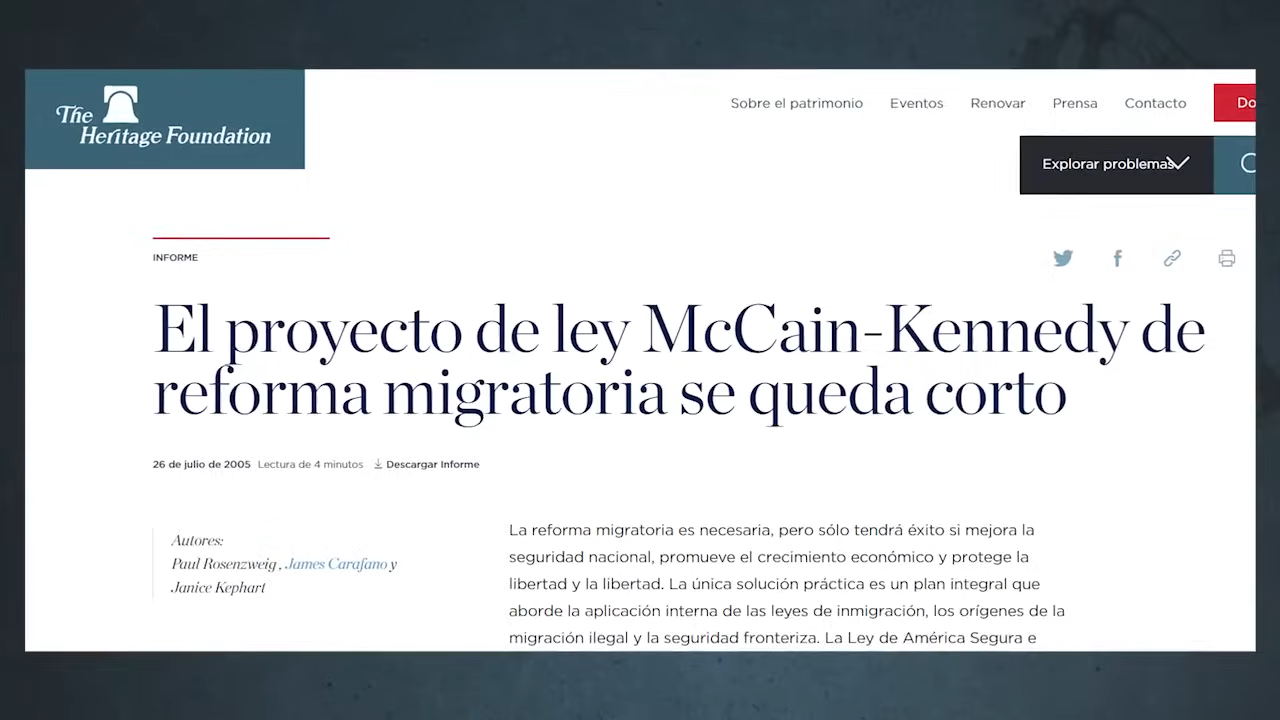 The
Heritage Foundation
Sobre el patrimonio Eventos Renovar Prensa Contacto
Explorar problemas
INFORME
El proyecto de ley McCain-Kennedy de
reforma migratoria se queda corto
26 de julio de 2005 Lectura de 4 minutos Descargar Informe
Autores:
Paul Rosenzweig , James Carafano y
Janice Kephart
La reforma migratoria es necesaria, pero sólo tendrá éxito si mejora la
seguridad nacional, promueve el crecimiento económico y protege la
libertad y la libertad. La única solución práctica es un plan integral que
aborde la aplicación interna de las leyes de inmigración, los orígenes de la
migración ilegal y la seguridad fronteriza. La Ley de América Segura e